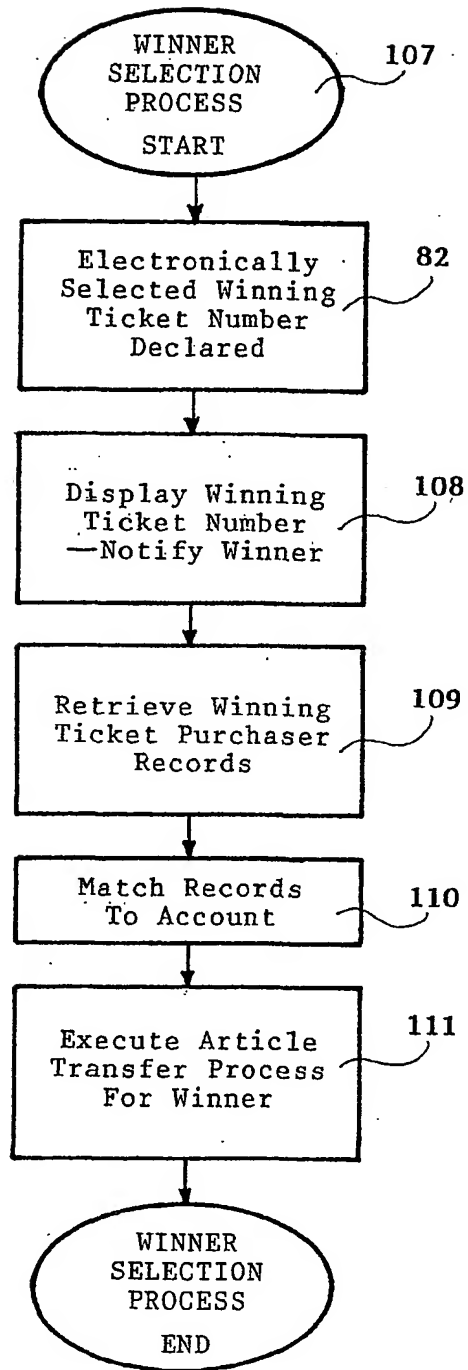 WINNER
SELECTION
PROCESS
START
107
Electronically
Selected Winning
Ticket Number
Declared
82
Display Winning
Ticket Number
—Notify Winner
108
Retrieve Winning
Ticket Purchaser
Records
109
Match Records
To Account
110
Execute Article
Transfer Process
For Winner
111
WINNER
SELECTION
PROCESS
END